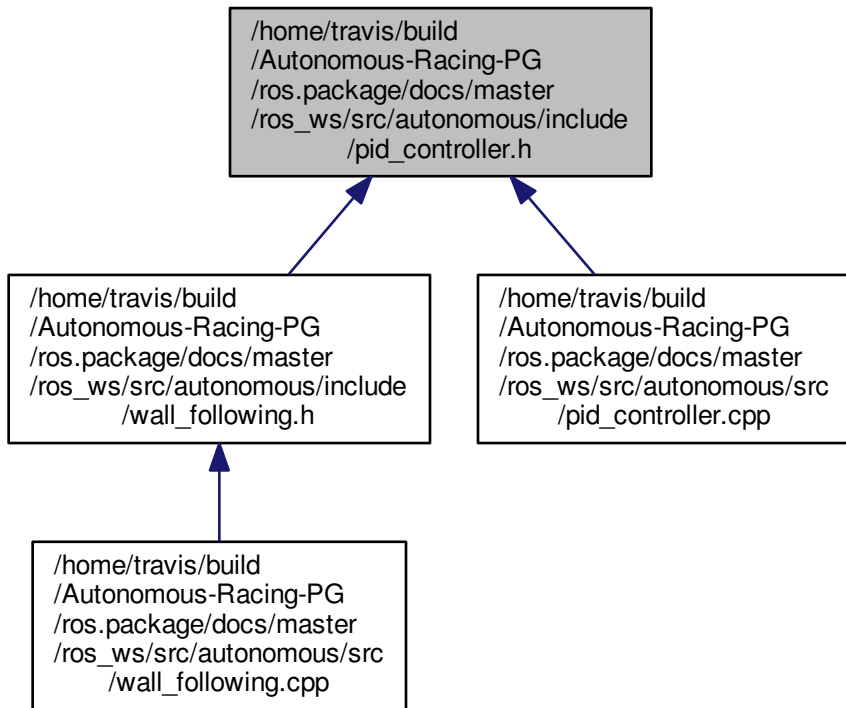 /home/travis/build
/Autonomous-Racing-PG
/ros.package/docs/master
/ros_ws/src/autonomous/include
/pid_controller.h
/home/travis/build
/Autonomous-Racing-PG
/ros.package/docs/master
/ros_ws/src/autonomous/include
/wall_following.h
/home/travis/build
/Autonomous-Racing-PG
/ros.package/docs/master
/ros_ws/src/autonomous/src
/pid_controller.cpp
/home/travis/build
/Autonomous-Racing-PG
/ros.package/docs/master
/ros_ws/src/autonomous/src
/wall_following.cpp